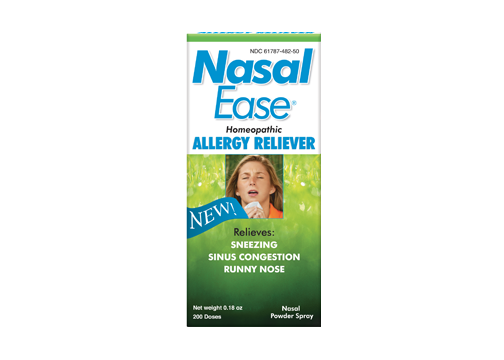 NDC 61787-482-50
Nasal
Ease®
Homeopathic
ALLERGY RELIEVER
NEW!
Relieves:
SNEEZING
SINUS CONGESTION
RUNNY NOSE
Net weight 0.18 oz
200 Doses
Nasal
Powder Spray